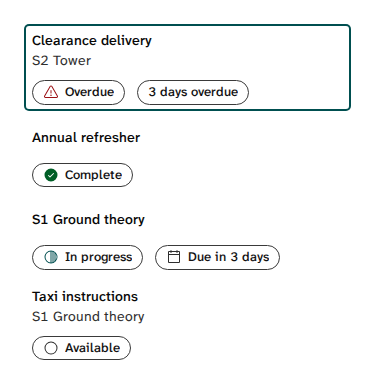 Clearance delivery
S2 Tower
Overdue 3 days overdue
Annual refresher
Complete
S1 Ground theory
In progress Due in 3 days
Taxi instructions
S1 Ground theory
Available